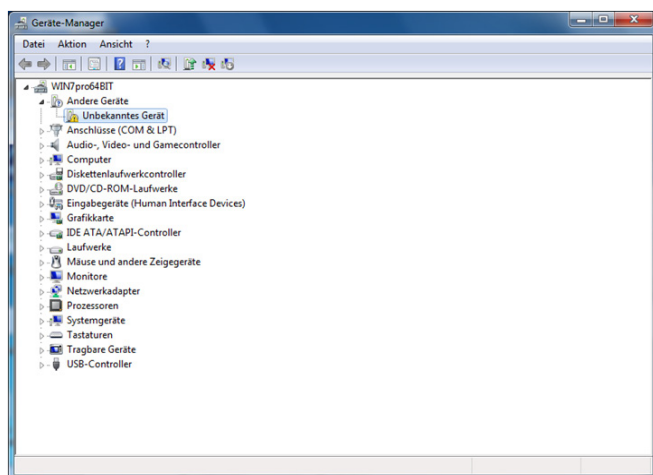 Geräte-Manager
Datei Aktion Ansicht ?
WIN7pro64BIT
Andere Geräte
Unbekanntes Gerät
Anschlüsse (COM & LPT)
Audio-, Video- und Gamecontroller
Computer
Diskettenlaufwerkcontroller
DVD/CD-ROM-Laufwerke
Eingabegeräte (Human Interface Devices)
Grafikkarte
IDE ATA/ATAPI-Controller
Laufwerke
Mäuse und andere Zeigegeräte
Monitore
Netzwerkadapter
Prozessoren
Systemgeräte
Tastaturen
Tragbare Geräte
USB-Controller